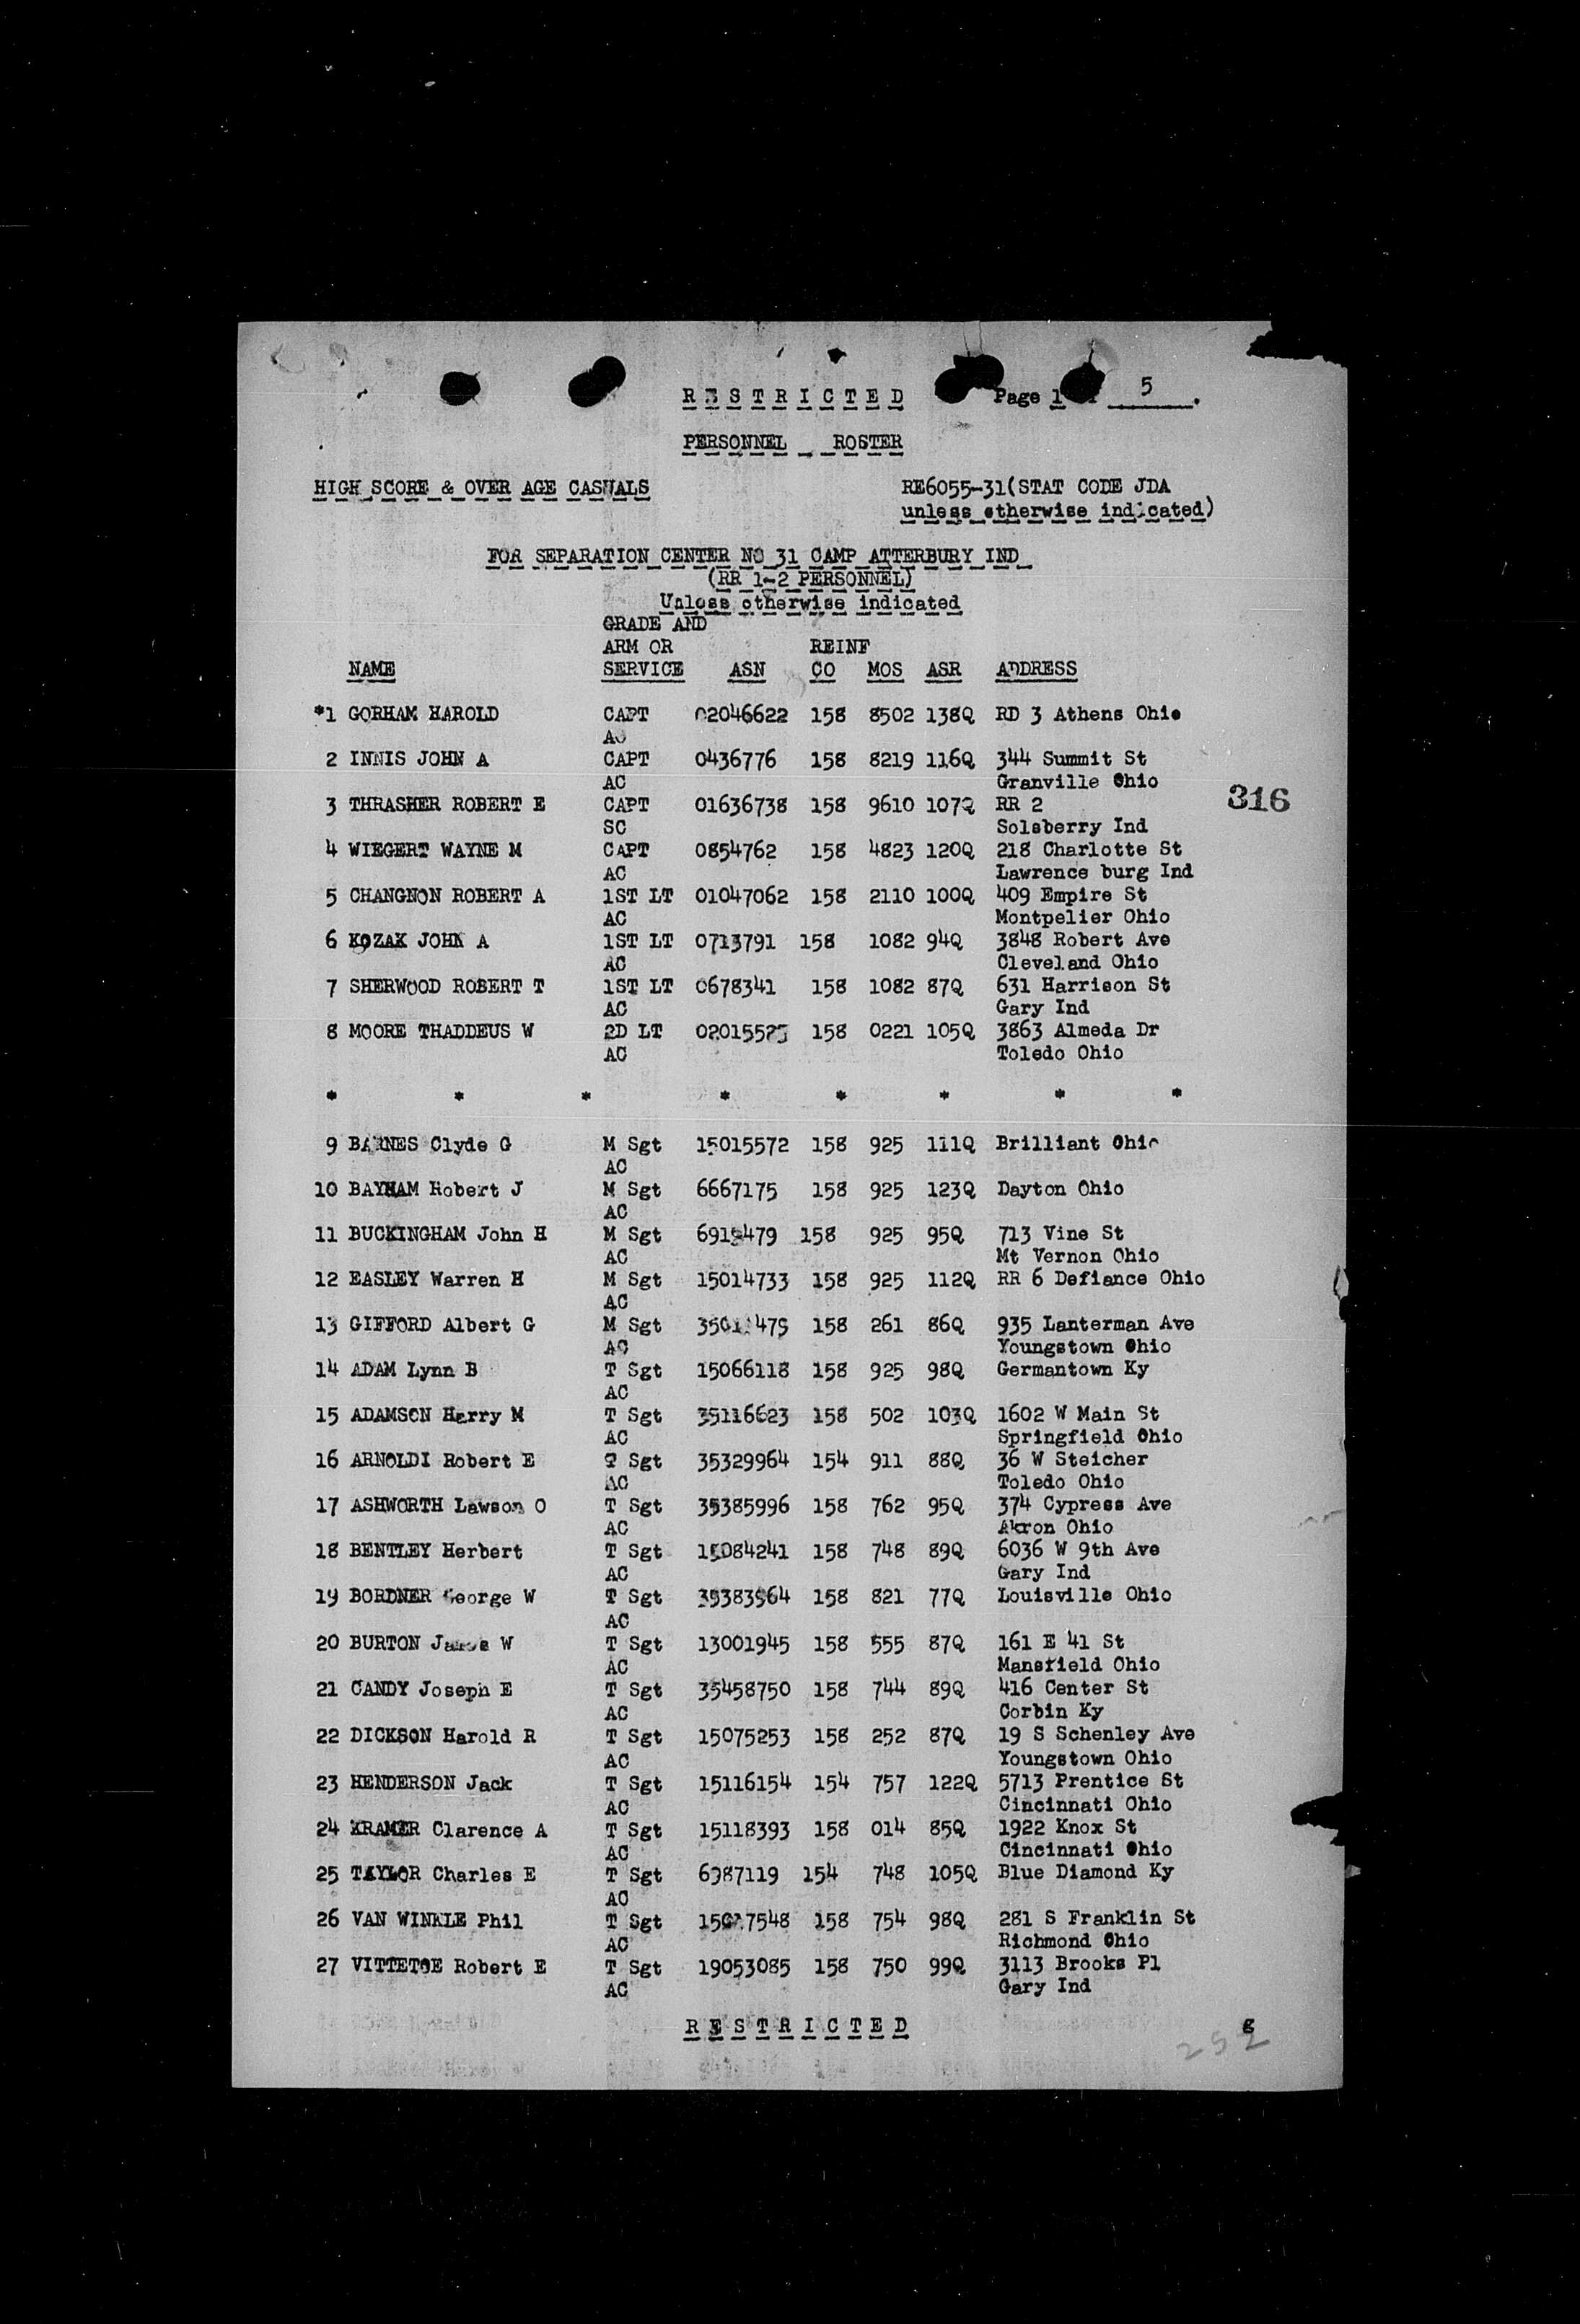 RESTRICTED Page 1 5.
PERSONNEL ROSTER
HIGH SCORE & OVER AGE CASUALS RE6055-31(STAT CODE JDA
unless otherwise indicated)
FOR SEPARATION CENTER NO 31 CAMP ATTERBURY IND
(RR 1-2 PERSONNEL)
Unless otherwise indicated
GRADE AND
ARM OR REINF
NAME SERVICE ASN CO MOS ASR ADDRESS
*1 GORHAM HAROLD CAPT 02046622 158 8502 138Q RD 3 Athens Ohio
AC
2 INNIS JOHN A CAPT 0436776 158 8219 116Q 344 Summit St
AC Granville Ohio
316
3 THRASHER ROBERT E CAPT 01636738 158 9610 107Q RR 2
SC Solsberry Ind
4 WIEGERT WAYNE M CAPT 0854762 158 4823 120Q 218 Charlotte St
AC Lawrence burg Ind
5 CHANGNON ROBERT A 1ST LT 01047062 158 2110 100Q 409 Empire St
AC Montpelier Ohio
6 KOZAK JOHN A 1ST LT 0713791 158 1082 94Q 3848 Robert Ave
AC Cleveland Ohio
7 SHERWOOD ROBERT T 1ST LT 0678341 158 1082 87Q 631 Harrison St
AC Gary Ind
8 MOORE THADDEUS W 2D LT 158 0221 105Q 3863 Almeda Dr
AC Toledo Ohio
* * * * * * * *
9 BARNES Clyde G M Sgt 15015572 158 925 111Q Brilliant Ohio
AC
10 BAYHAM Robert J M Sgt 6667175 158 925 123Q Dayton Ohio
AC
11 BUCKINGHAM John H M Sgt 158 925 95Q 713 Vine St
AC Mt Vernon Ohio
12 EASLEY Warren H M Sgt 15014733 158 925 112Q RR 6 Defiance Ohio
AC
13 GIFFORD Albert G M Sgt 158 261 86Q 935 Lanterman Ave
AC Youngstown Ohio
14 ADAM Lynn B T Sgt 15066118 158 925 98Q Germantown Ky
AC
15 ADAMSON Harry M T Sgt 35116623 158 502 103Q 1602 W Main St
AC Springfield Ohio
16 ARNOLDI Robert E T Sgt 35329964 154 911 88Q 36 W Steicher
AC Toledo Ohio
17 ASHWORTH Lawson O T Sgt 35385996 158 762 95Q 374 Cypress Ave
AC Akron Ohio
18 BENTLEY Herbert T Sgt 15084241 158 748 89Q 6036 W 9th Ave
AC Gary Ind
19 BORDNER George W T Sgt 158 821 77Q Louisville Ohio
AC
20 BURTON James W T Sgt 13001945 158 555 87Q 161 E 41 St
AC Mansfield Ohio
21 CANDY Joseph E T Sgt 35458750 158 744 89Q 416 Center St
AC Corbin Ky
22 DICKSON Harold R T Sgt 15075253 158 252 87Q 19 S Schenley Ave
AC Youngstown Ohio
23 HENDERSON Jack T Sgt 15116154 154 757 122Q 5713 Prentice St
AC Cincinnati Ohio
24 KRAMER Clarence A T Sgt 15118393 158 014 85Q 1922 Knox St
AC Cincinnati Ohio
25 TAYLOR Charles E T Sgt 6987119 154 748 105Q Blue Diamond Ky
AC
26 VAN WINKLE Phil T Sgt 158 754 98Q 281 S Franklin St
AC Richmond Ohio
27 VITTETOE Robert E T Sgt 19053085 158 750 99Q 3113 Brooks Pl
AC Gary Ind
RESTRICTED g
252